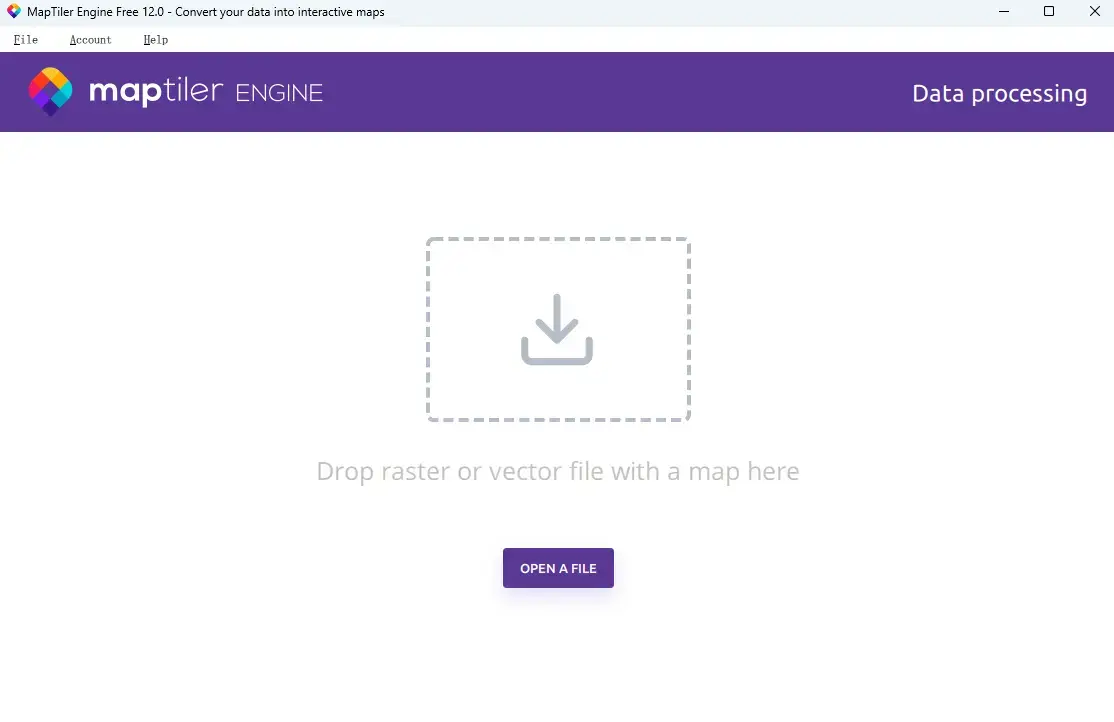 MapTiler Engine Free 12.0 - Convert your data into interactive maps
File Account Help
maptiler ENGINE
Data processing
Drop raster or vector file with a map here
OPEN A FILE